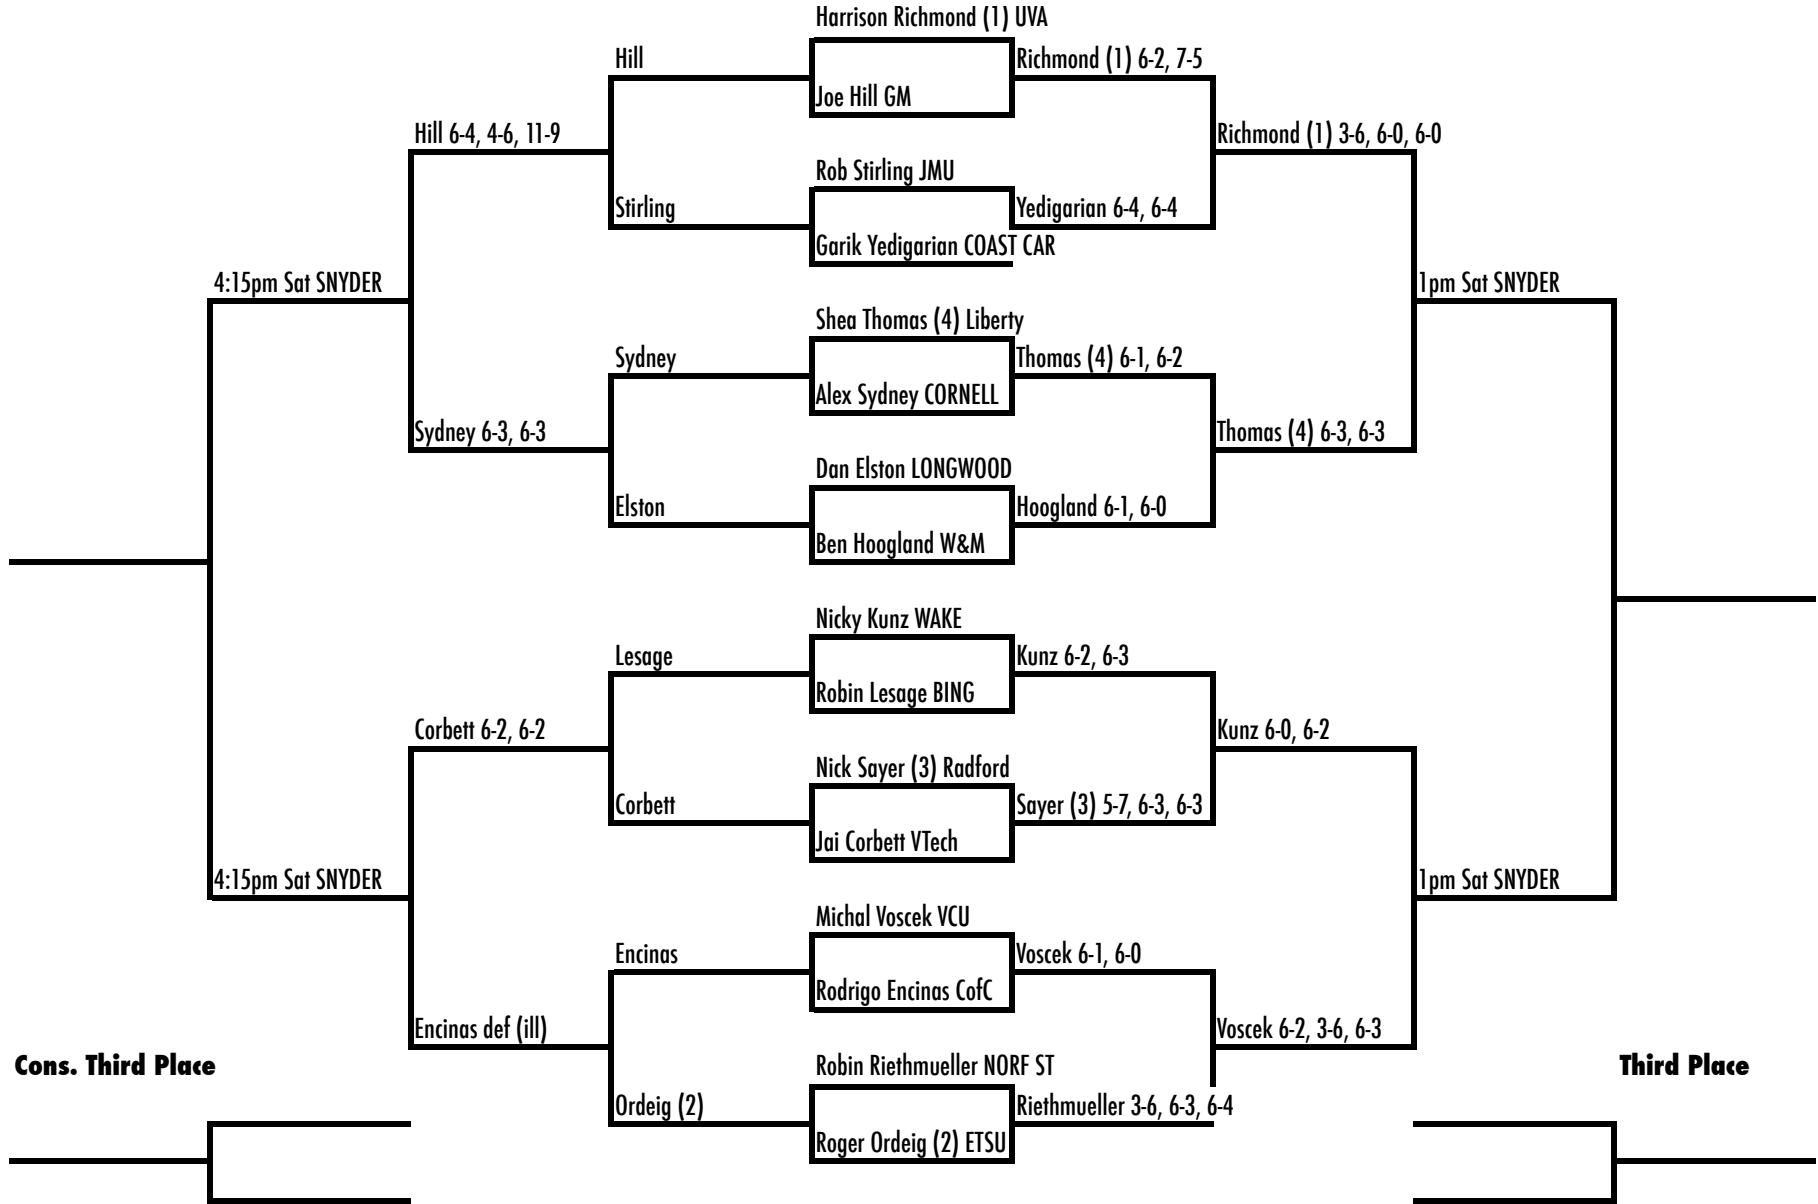 Harrison Richmond (1) UVA
Hill
Richmond (1) 6-2, 7-5
Joe Hill GM
Hill 6-4, 4-6, 11-9
Richmond (1) 3-6, 6-0, 6-0
Rob Stirling JMU
Stirling
Yedigarian 6-4, 6-4
Garik Yedigarian COAST CAR
4:15pm Sat SNYDER
1pm Sat SNYDER
Shea Thomas (4) Liberty
Sydney
Thomas (4) 6-1, 6-2
Alex Sydney CORNELL
Sydney 6-3, 6-3
Thomas (4) 6-3, 6-3
Dan Elston LONGWOOD
Elston
Hoogland 6-1, 6-0
Ben Hoogland W&M
Nicky Kunz WAKE
Lesage
Kunz 6-2, 6-3
Robin Lesage BING
Corbett 6-2, 6-2
Kunz 6-0, 6-2
Nick Sayer (3) Radford
Corbett
Sayer (3) 5-7, 6-3, 6-3
Jai Corbett VTech
4:15pm Sat SNYDER
1pm Sat SNYDER
Michal Voscek VCU
Encinas
Voscek 6-1, 6-0
Rodrigo Encinas CofC
Encinas def (ill)
Voscek 6-2, 3-6, 6-3
Cons. Third Place
Robin Riethmueller NORF ST
Third Place
Ordeig (2)
Riethmueller 3-6, 6-3, 6-4
Roger Ordeig (2) ETSU